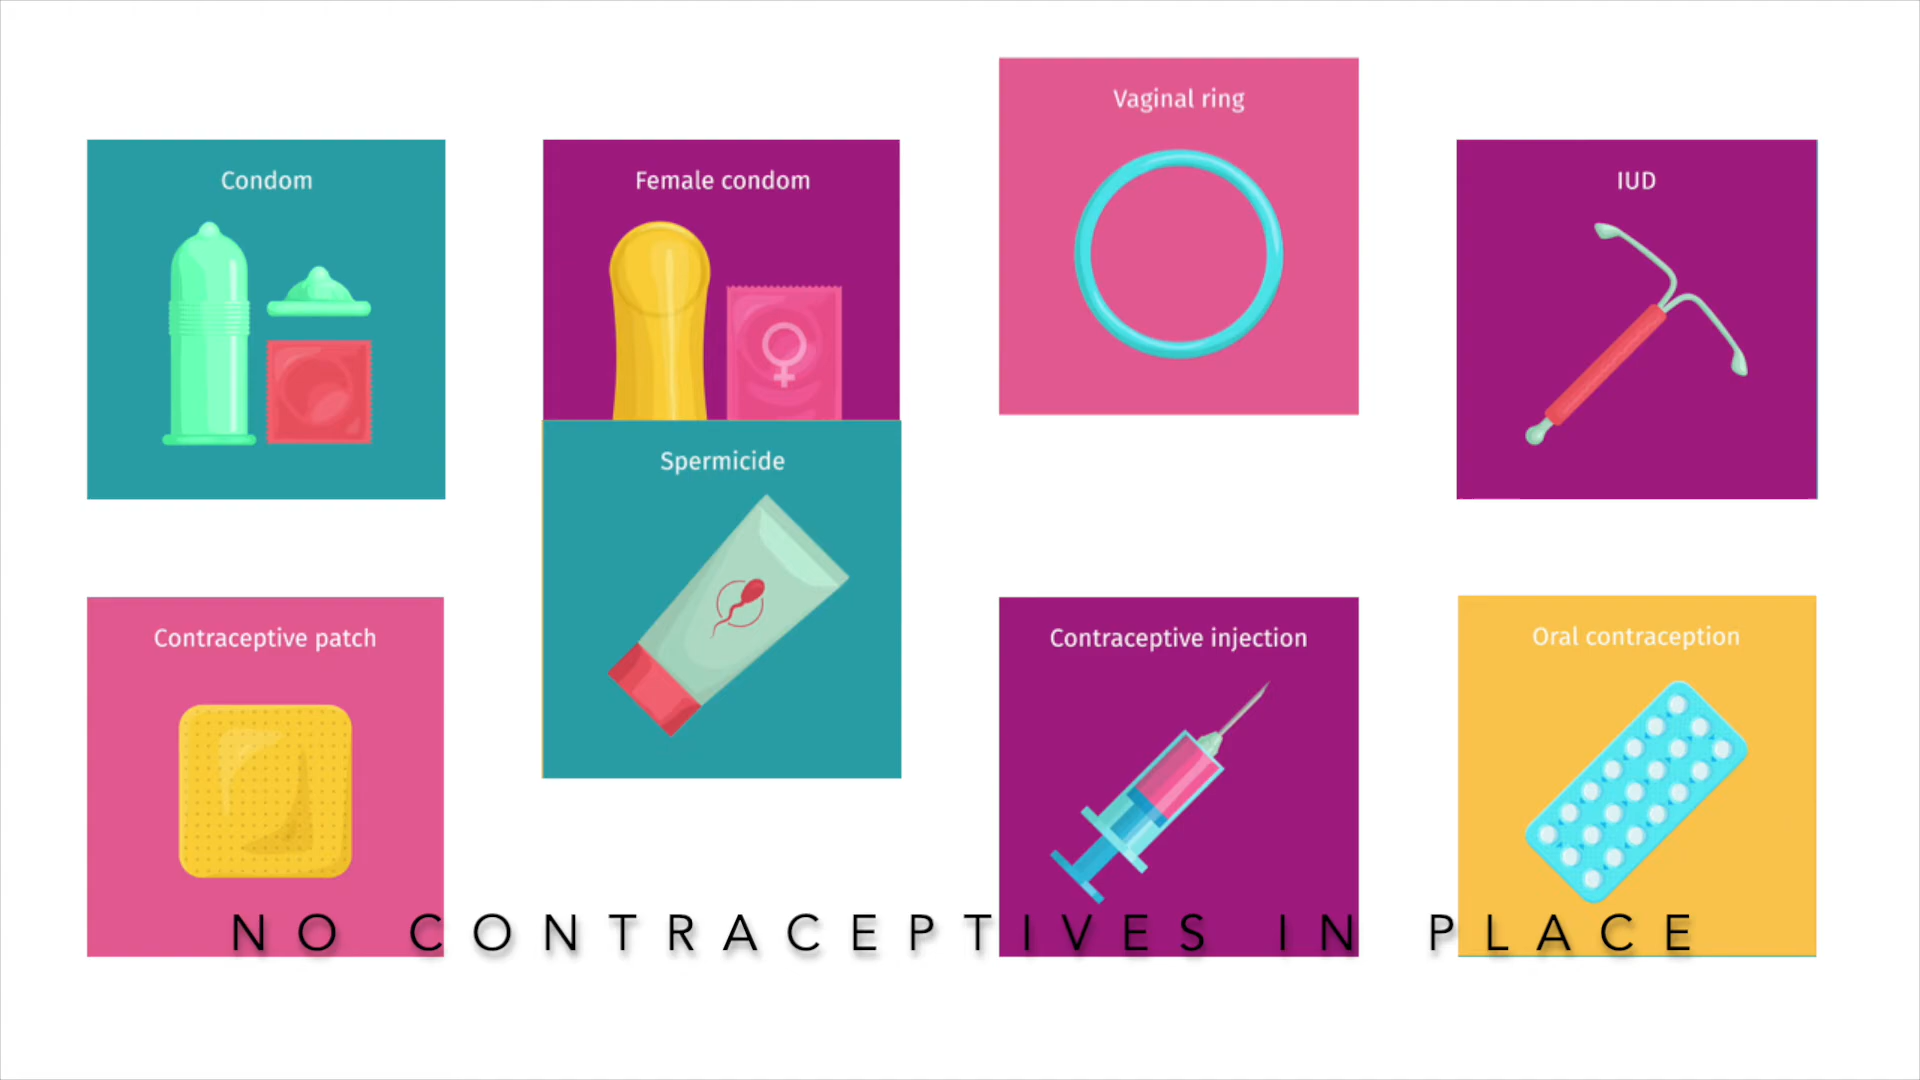 Vaginal ring
Condom
Female condom
IUD
Spermicide
Contraceptive patch
Contraceptive injection
Oral contraception
NO CONTRACEPTIVES IN PLACE